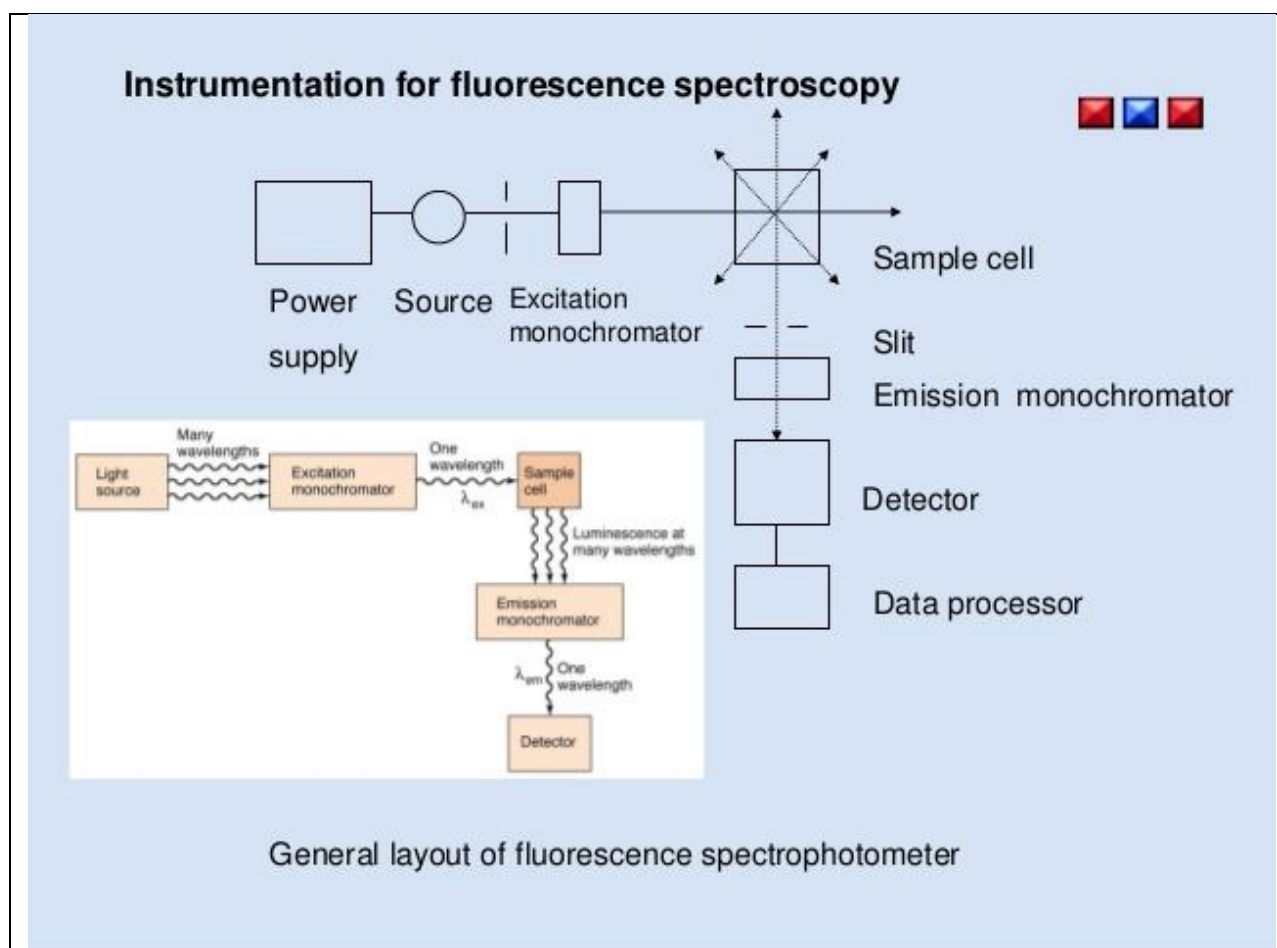 Instrumentation for fluorescence spectroscopy
Power
supply
Source
Excitation
monochromator
Sample cell
Slit
Emission monochromator
Detector
Data processor
Many
wavelengths
Light
source
Excitation
monochromator
One
wavelength
λex
Sample
cell
Luminescence at
many wavelengths
Emission
monochromator
λem
One
wavelength
Detector
General layout of fluorescence spectrophotometer